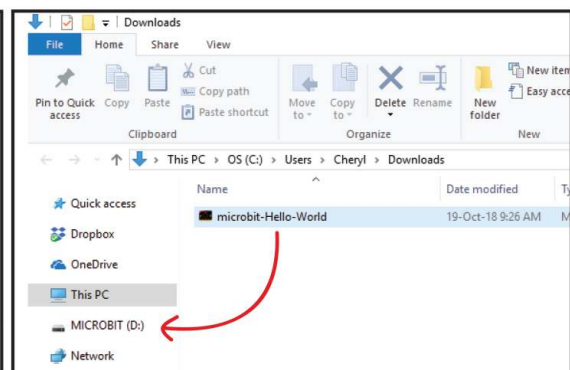 Downloads
File Home Share View
Pin to Quick access
Copy
Paste
Cut
Copy path
Paste shortcut
Clipboard
Move to
Copy to
Delete
Rename
Organize
New folder
New item
Easy acce
New
This PC > OS (C:) > Users > Cheryl > Downloads
Name Date modified Ty
Quick access
microbit-Hello-World 19-Oct-18 9:26 AM M
Dropbox
OneDrive
This PC
MICROBIT (D:)
Network